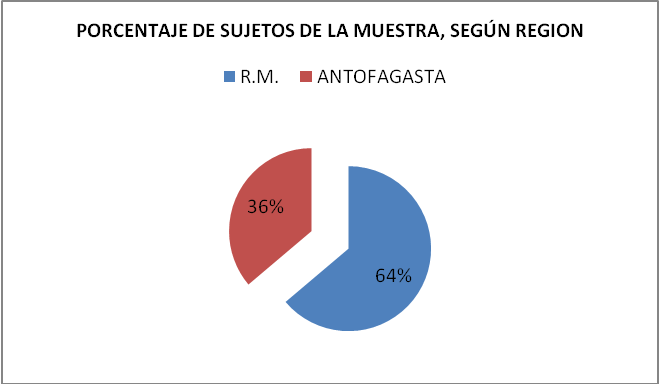 PORCENTAJE DE SUJETOS DE LA MUESTRA, SEGÚN REGION
R.M. ANTOFAGASTA
36%
64%